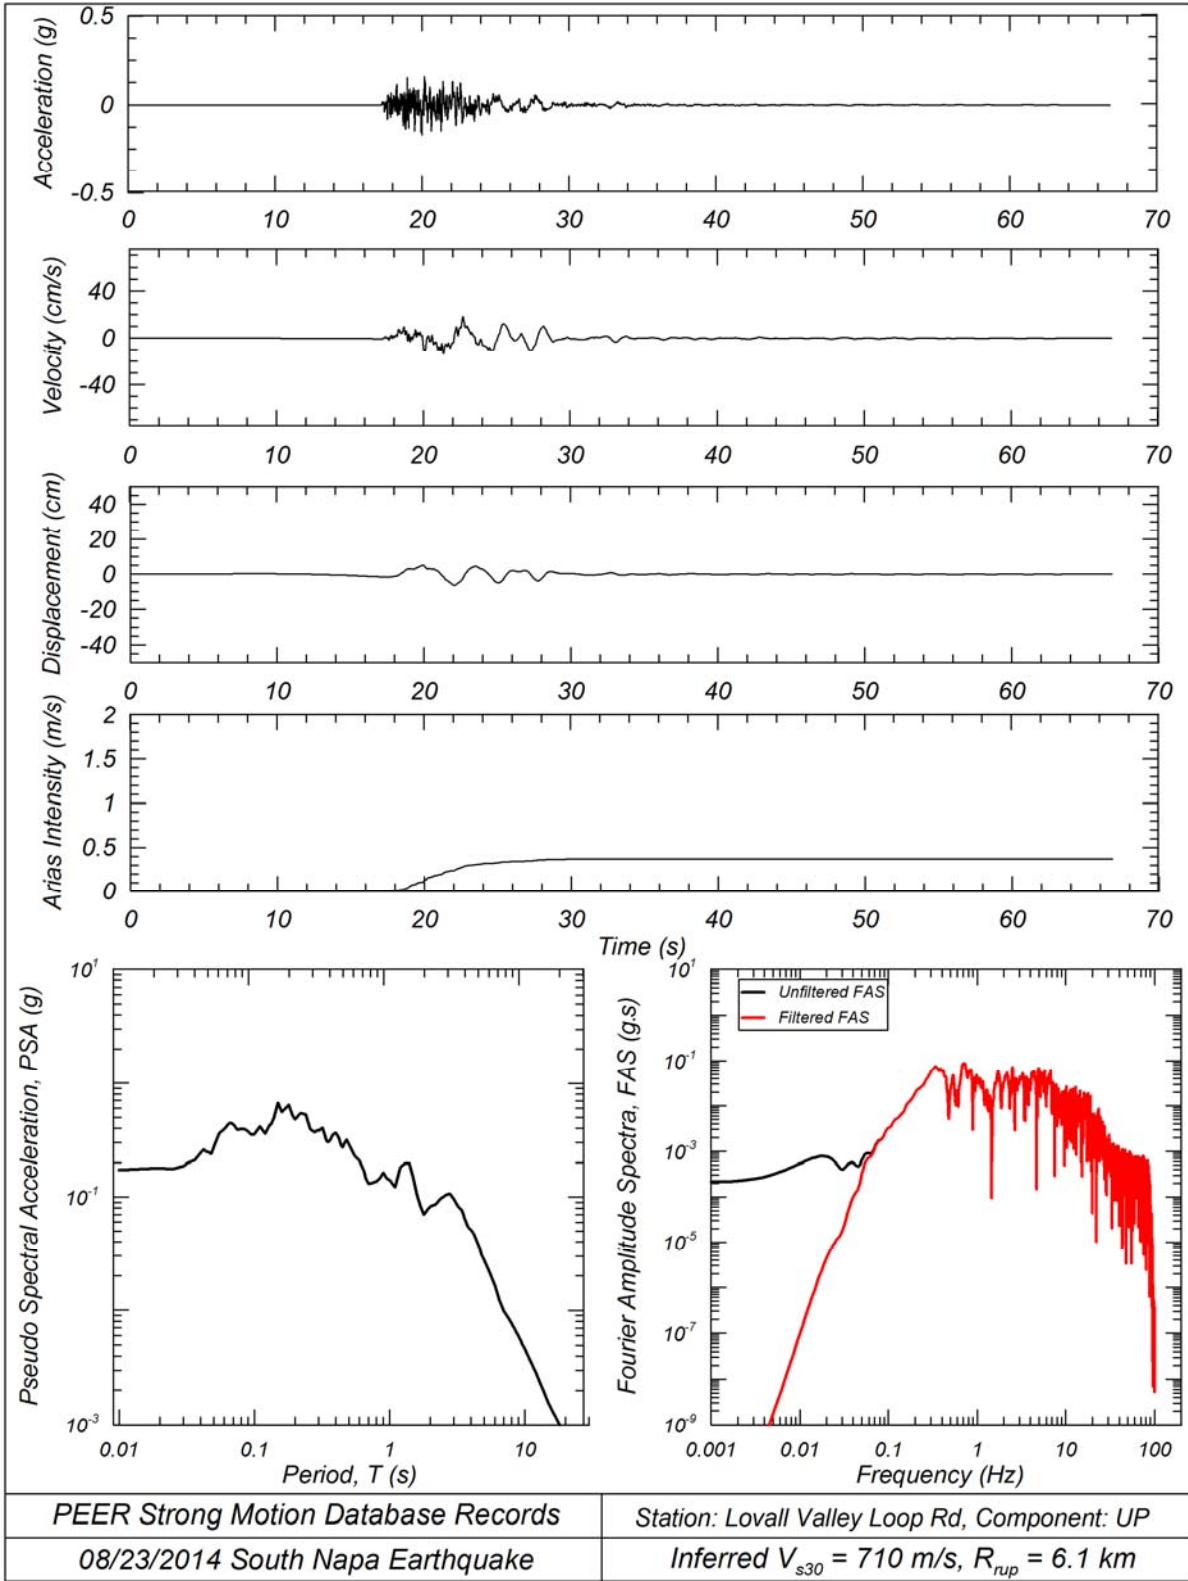 Acceleration (g)
0.5
0
-0.5
0 10 20 30 40 50 60 70
Velocity (cm/s)
40
0
-40
0 10 20 30 40 50 60 70
Displacement (cm)
40
20
0
-20
-40
0 10 20 30 40 50 60 70
Arias Intensity (m/s)
2
1.5
1
0.5
0
0 10 20 30 40 50 60 70
Time (s)
Pseudo Spectral Acceleration, PSA (g)
10¹
10⁻¹
10⁻³
0.01 0.1 1 10
Period, T (s)
Fourier Amplitude Spectra, FAS (g.s)
10¹
10⁻¹
10⁻³
10⁻⁵
10⁻⁷
10⁻⁹
Unfiltered FAS
Filtered FAS
0.001 0.01 0.1 1 10 100
Frequency (Hz)
PEER Strong Motion Database Records
Station: Lovall Valley Loop Rd, Component: UP
08/23/2014 South Napa Earthquake
Inferred Vs30 = 710 m/s, Rrup = 6.1 km